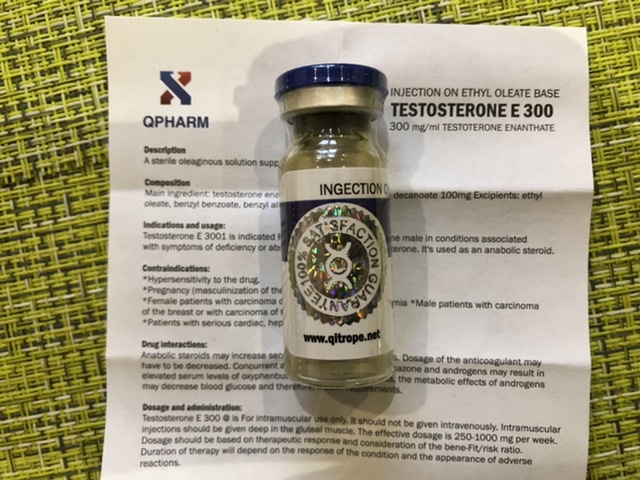 QPHARM
INJECTION ON ETHYL OLEATE BASE
TESTOSTERONE E 300
300 mg/ml TESTOTERONE ENANTHATE
INGECTION O
100% SATISFACTION GUARANTEE
www.qitrope.net
Description
A sterile oleaginous solution supp
Composition
Main ingredient: testosterone ena decanoate 100mg Excipients: ethyl
oleate, benzyl benzoate, benzyl al
Indications and usage:
Testosterone E 3001 is indicated ne male in conditions associated
with symptoms of deficiency or abs terone. It's used as an anabolic steroid.
Contraindications:
*Hypersensitivity to the drug.
*Pregnancy (masculinization of the
*Female patients with carcinoma mia *Male patients with carcinoma
of the breast or with carcinoma of
*Patients with serious cardiac, hep
Drug interactions:
Anabolic steroids may increase sen s. Dosage of the anticoagulant may
have to be decreased. Concurrent a tazone and androgens may result in
elevated serum levels of oxyphenbut s, the metabolic effects of androgens
may decrease blood glucose and therefore requirements.
Dosage and administration:
Testosterone E 300 ® is For intramuscular use only. It should not be given intravenously. Intramuscular
injections should be given deep in the gluteal muscle. The effective dosage is 250-1000 mg per week.
Dosage should be based on therapeutic response and consideration of the bene-Fit/risk ratio.
Duration of therapy will depend on the response of the condition and the appearance of adverse
reactions.